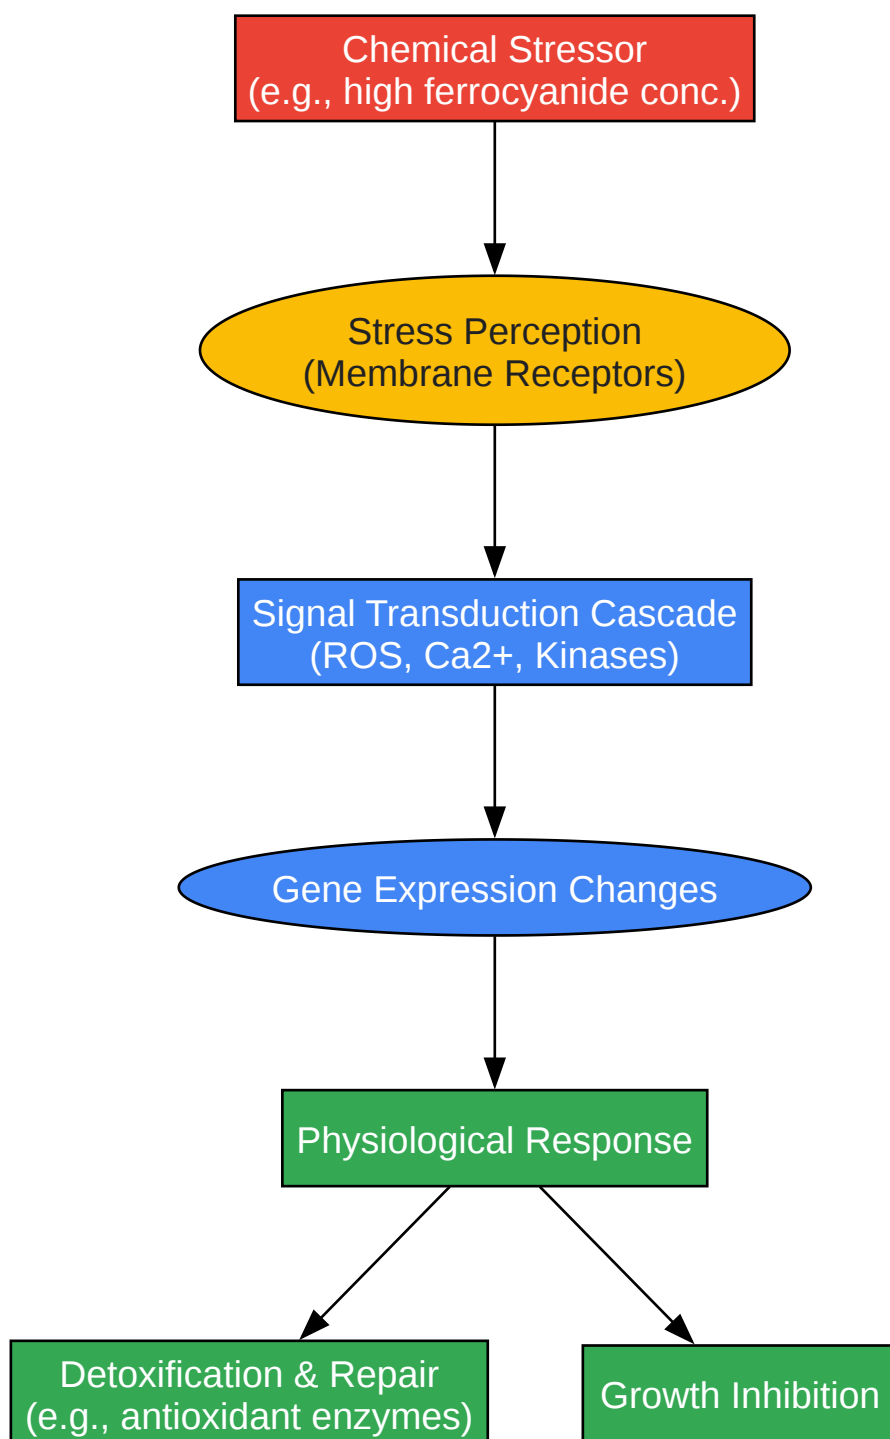 Chemical Stressor
(e.g., high ferrocyanide conc.)
Stress Perception
(Membrane Receptors)
Signal Transduction Cascade
(ROS, Ca2+, Kinases)
Gene Expression Changes
Physiological Response
Detoxification & Repair
(e.g., antioxidant enzymes)
Growth Inhibition